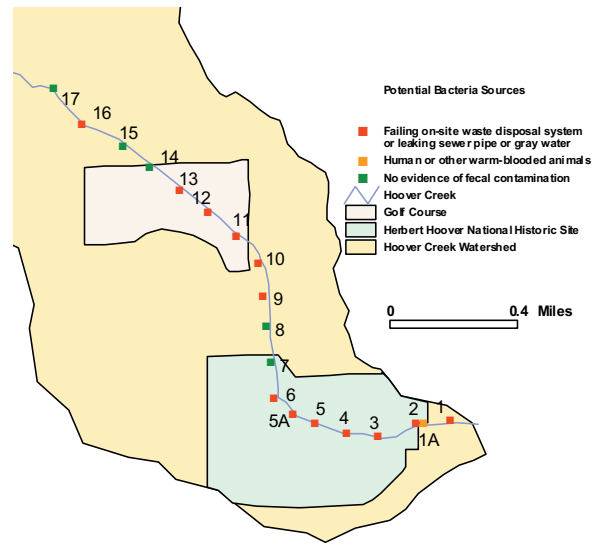 17
16
15
14
13
12
11
10
9
8
7
6
5A
5
4
3
2
1
1A
Potential Bacteria Sources
Failing on-site waste disposal system
or leaking sewer pipe or gray water
Human or other warm-blooded animals
No evidence of fecal contamination
Hoover Creek
Golf Course
Herbert Hoover National Historic Site
Hoover Creek Watershed
0 0.4 Miles